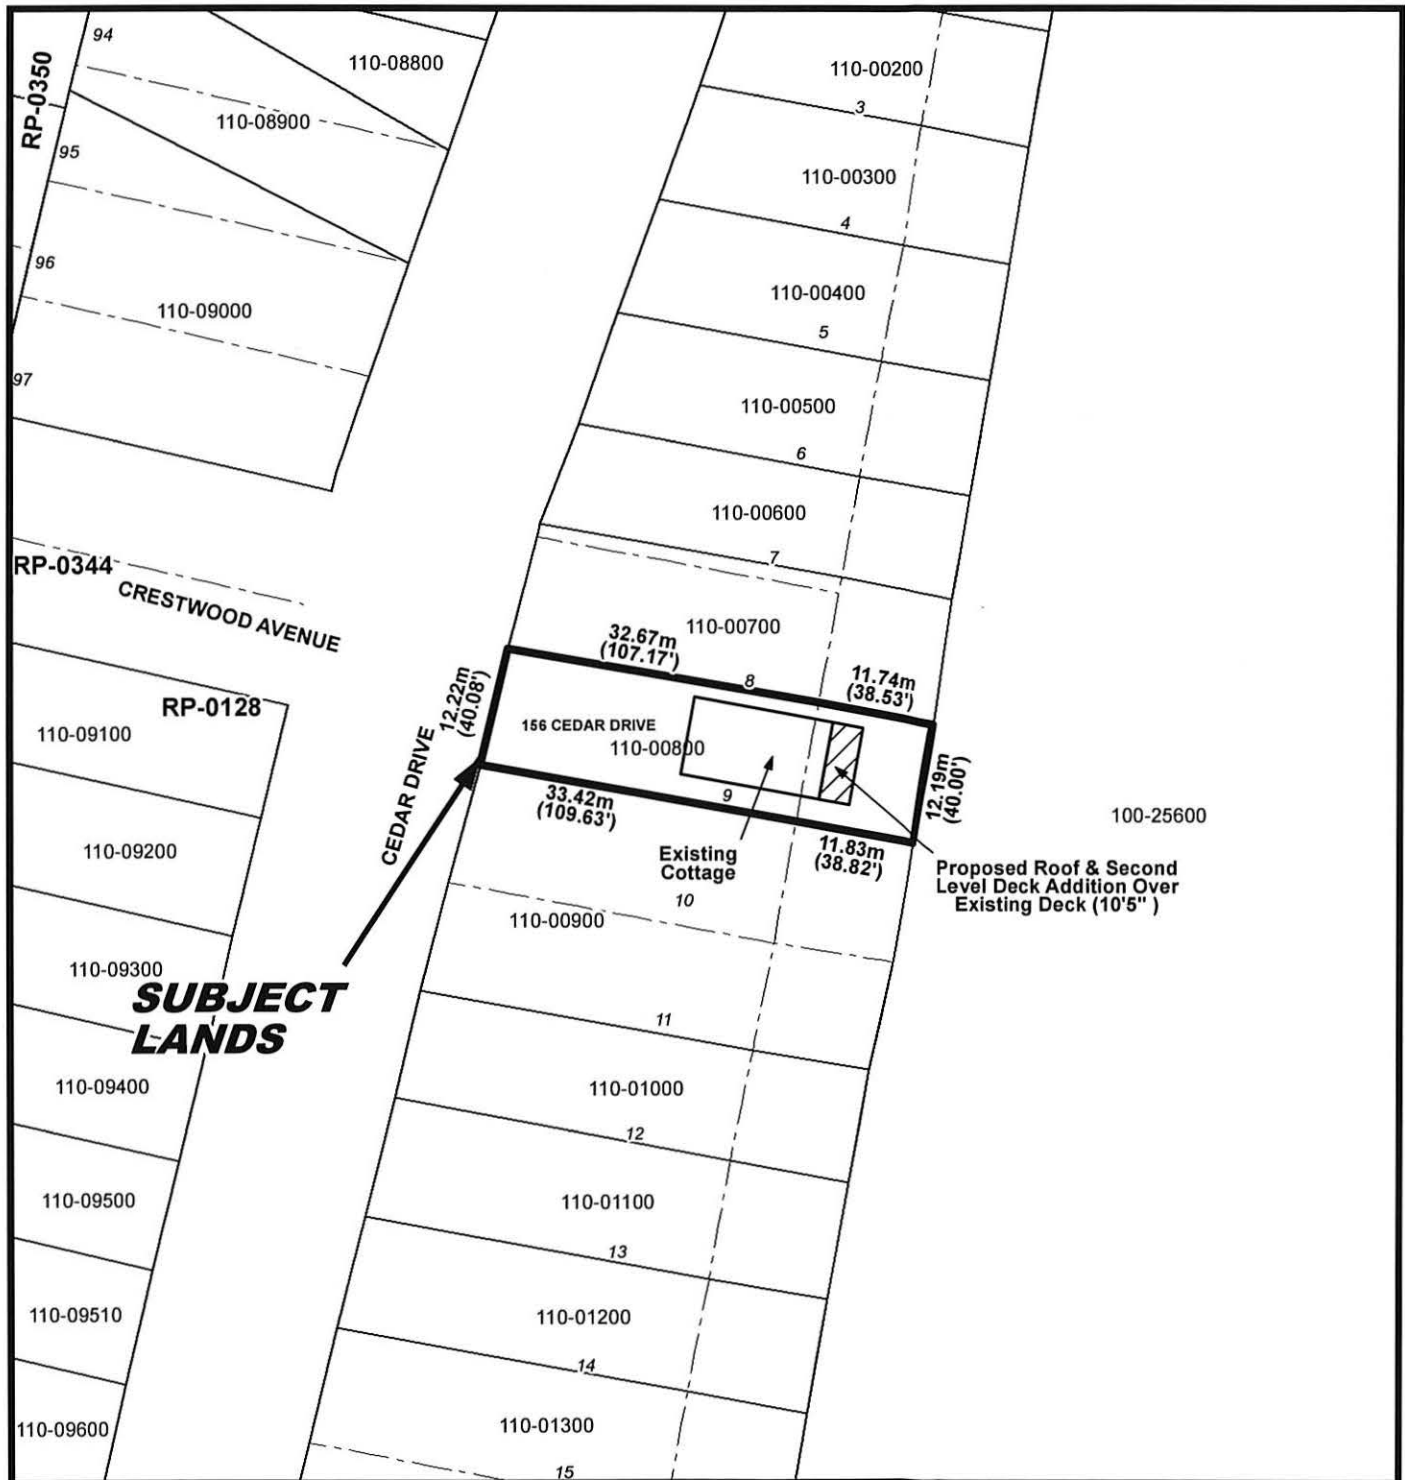 94
110-08800
110-00200
RP-0350
3
110-08900
95
110-00300
4
96
110-00400
110-09000
5
97
110-00500
6
110-00600
7
RP-0344
CRESTWOOD AVENUE
110-00700
32.67m
(107.17')
8
11.74m
(38.53')
12.22m
(40.08')
RP-0128
156 CEDAR DRIVE
110-00800
110-09100
CEDAR DRIVE
9
33.42m
(109.63')
12.19m
(40.00')
100-25600
11.83m
(38.82')
110-09200
Existing
Cottage
Proposed Roof & Second
Level Deck Addition Over
Existing Deck (10'5" )
10
110-00900
110-09300
SUBJECT
LANDS
11
110-09400
110-01000
12
110-09500
110-01100
13
110-09510
110-01200
14
110-09600
110-01300
15